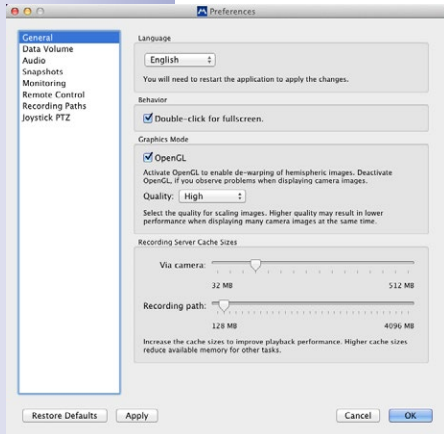 Preferences
General
Data Volume
Audio
Snapshots
Monitoring
Remote Control
Recording Paths
Joystick PTZ
Language
English
You will need to restart the application to apply the changes.
Behavior
Double-click for fullscreen.
Graphics Mode
OpenGL
Activate OpenGL to enable de-warping of hemispheric images. Deactivate
OpenGL, if you observe problems when displaying camera images.
Quality: High
Select the quality for scaling images. Higher quality may result in lower
performance when displaying many camera images at the same time.
Recording Server Cache Sizes
Via camera:
32 MB 512 MB
Recording path:
128 MB 4096 MB
Increase the cache sizes to improve playback performance. Higher cache sizes
reduce available memory for other tasks.
Restore Defaults Apply Cancel OK